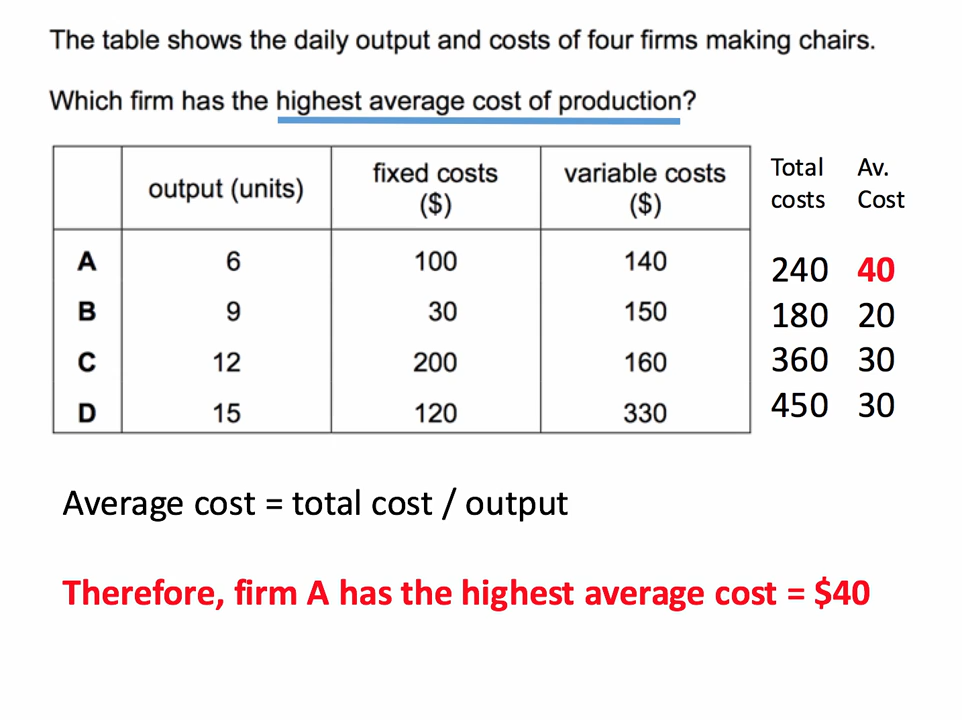 The table shows the daily output and costs of four firms making chairs.
Which firm has the highest average cost of production?
output (units) fixed costs ($) variable costs ($) Total costs Av. Cost
A 6 100 140 240 40
B 9 30 150 180 20
C 12 200 160 360 30
D 15 120 330 450 30
Average cost = total cost / output
Therefore, firm A has the highest average cost = $40